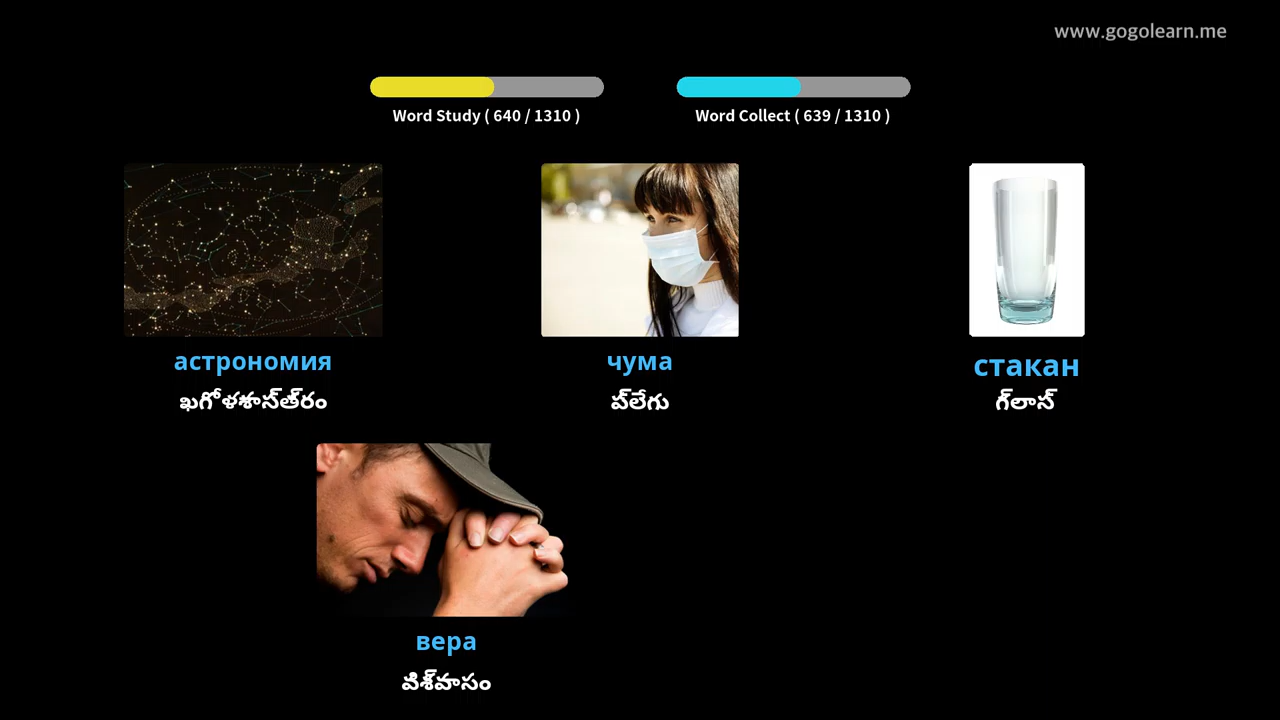 www.gogolearn.me
Word Study ( 640 / 1310 )
Word Collect ( 639 / 1310 )
астрономия
чума
стакан
ఖగోళశాస్‌త్‌రం
ప్‌లేగు
గ్‌లాస్
вера
విశ్‌వాసం